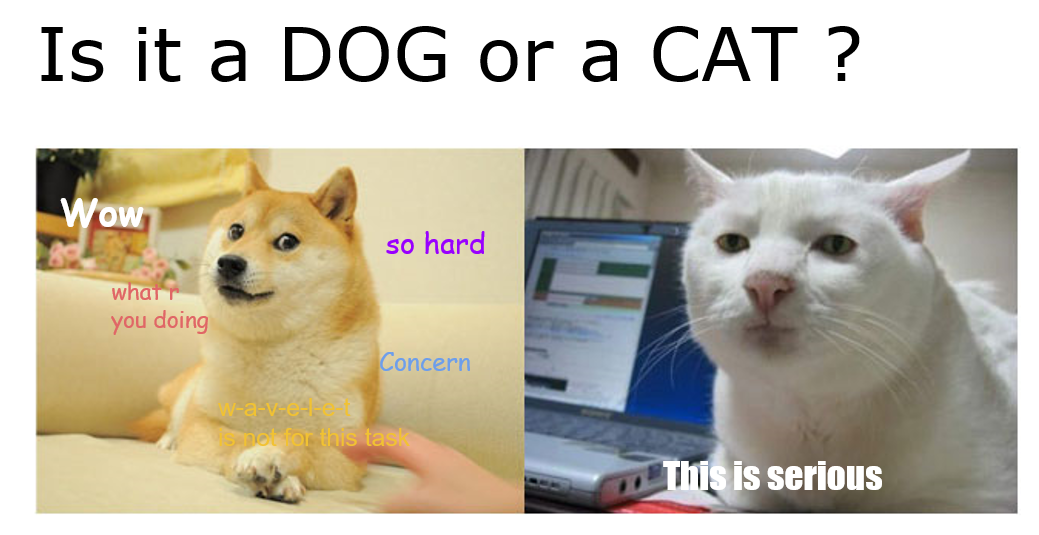 Is it a DOG or a CAT ?
Wow
so hard
what r
you doing
Concern
w-a-v-e-l-e-t
is not for this task
This is serious